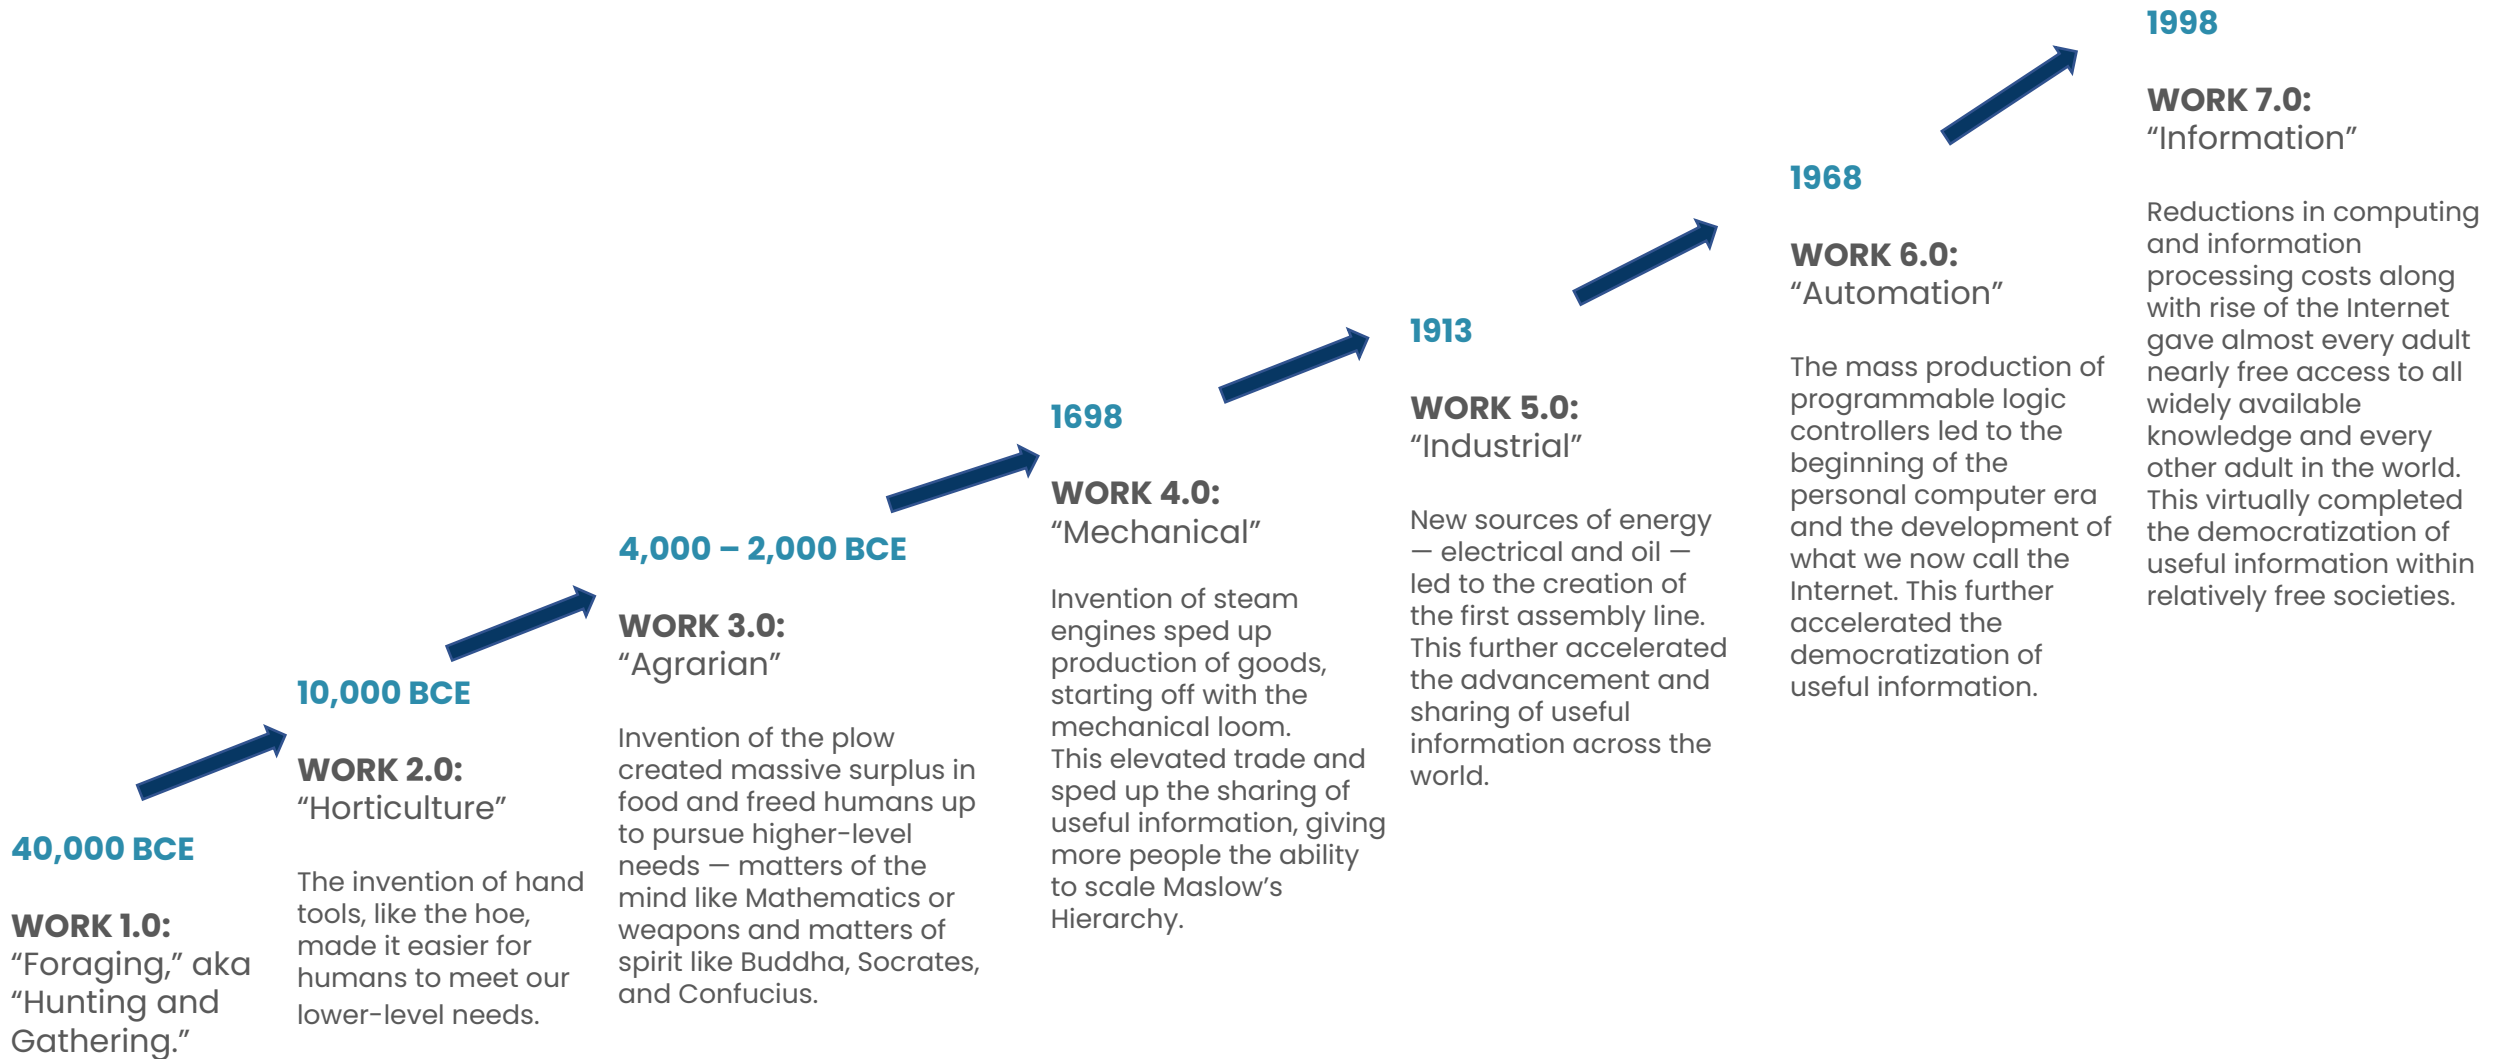 40,000 BCE
WORK 1.0:
“Foraging,” aka
“Hunting and
Gathering.”
10,000 BCE
WORK 2.0:
“Horticulture”
The invention of hand
tools, like the hoe,
made it easier for
humans to meet our
lower-level needs.
4,000 – 2,000 BCE
WORK 3.0:
“Agrarian”
Invention of the plow
created massive surplus in
food and freed humans up
to pursue higher-level
needs — matters of the
mind like Mathematics or
weapons and matters of
spirit like Buddha, Socrates,
and Confucius.
1698
WORK 4.0:
“Mechanical”
Invention of steam
engines sped up
production of goods,
starting off with the
mechanical loom.
This elevated trade and
sped up the sharing of
useful information, giving
more people the ability
to scale Maslow’s
Hierarchy.
1913
WORK 5.0:
“Industrial”
New sources of energy
— electrical and oil —
led to the creation of
the first assembly line.
This further accelerated
the advancement and
sharing of useful
information across the
world.
1968
WORK 6.0:
“Automation”
The mass production of
programmable logic
controllers led to the
beginning of the
personal computer era
and the development of
what we now call the
Internet. This further
accelerated the
democratization of
useful information.
1998
WORK 7.0:
“Information”
Reductions in computing
and information
processing costs along
with rise of the Internet
gave almost every adult
nearly free access to all
widely available
knowledge and every
other adult in the world.
This virtually completed
the democratization of
useful information within
relatively free societies.